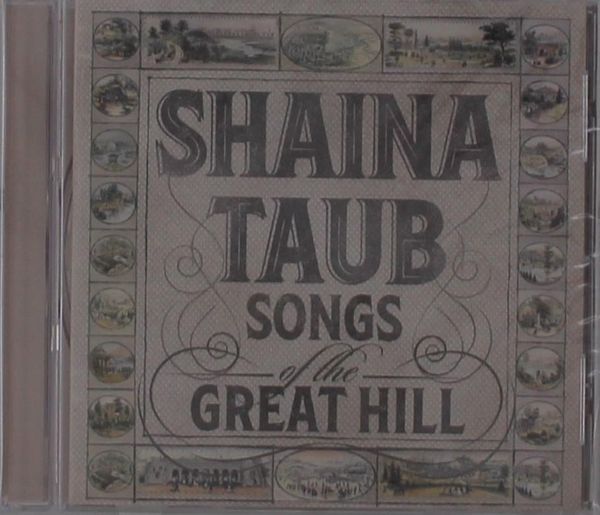 SHAINA
TAUB
SONGS
of the
GREAT HILL